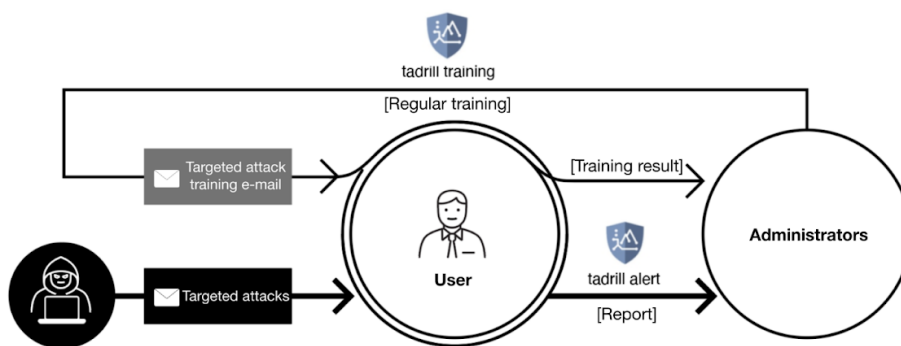 tadrill training
[Regular training]
Targeted attack
training e-mail
[Training result]
Administrators
User
tadrill alert
Targeted attacks
[Report]